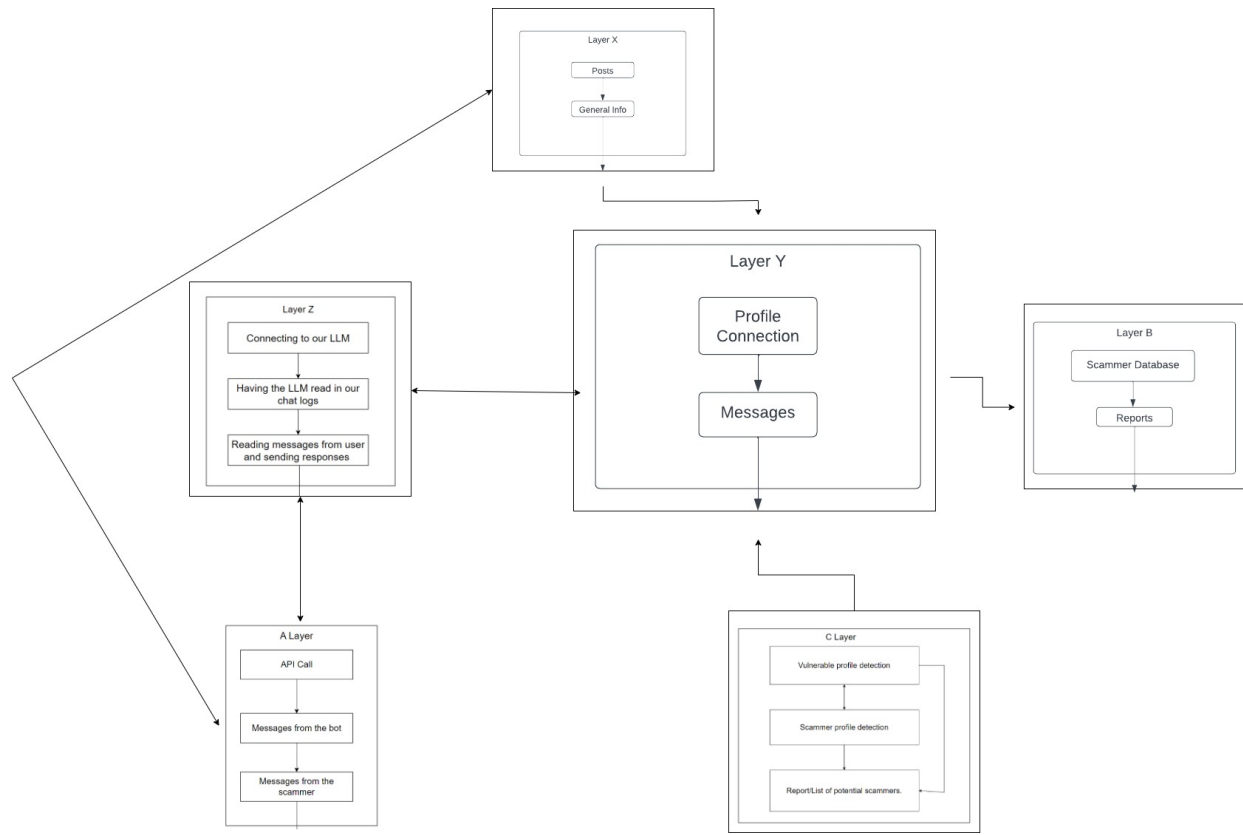 Layer X
Posts
General Info
Layer Y
Profile
Connection
Messages
Layer Z
Connecting to our LLM
Having the LLM read in our
chat logs
Reading messages from user
and sending responses
Layer B
Scammer Database
Reports
A Layer
API Call
Messages from the bot
Messages from the
scammer
C Layer
Vulnerable profile detection
Scammer profile detection
Report/List of potential scammers.